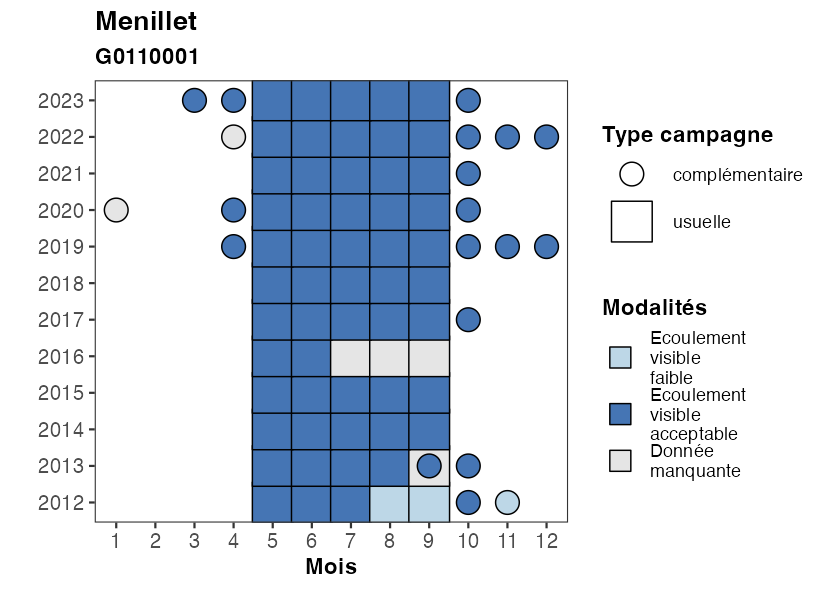 Menillet
G0110001
2023
2022
2021
2020
2019
2018
2017
2016
2015
2014
2013
2012
1 2 3 4 5 6 7 8 9 10 11 12
Mois
Type campagne
complémentaire
usuelle
Modalités
Ecoulement
visible
faible
Ecoulement
visible
acceptable
Donnée
manquante